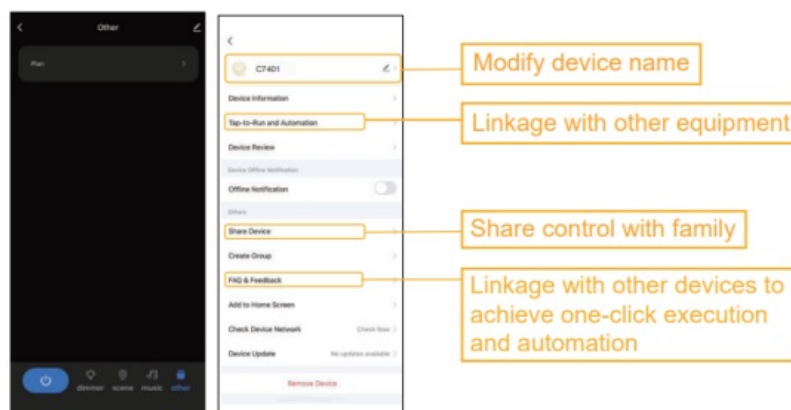 Other
Plan
dimmer
scene
music
other
C7401
Device Information
Tap-to-Run and Automation
Device Review
Device Offline Notification
Offline Notification
Others
Share Device
Create Group
FAQ & Feedback
Add to Home Screen
Check Device Network Check Now
Device Update No updates available
Remove Device
Modify device name
Linkage with other equipment
Share control with family
Linkage with other devices to
achieve one-click execution
and automation